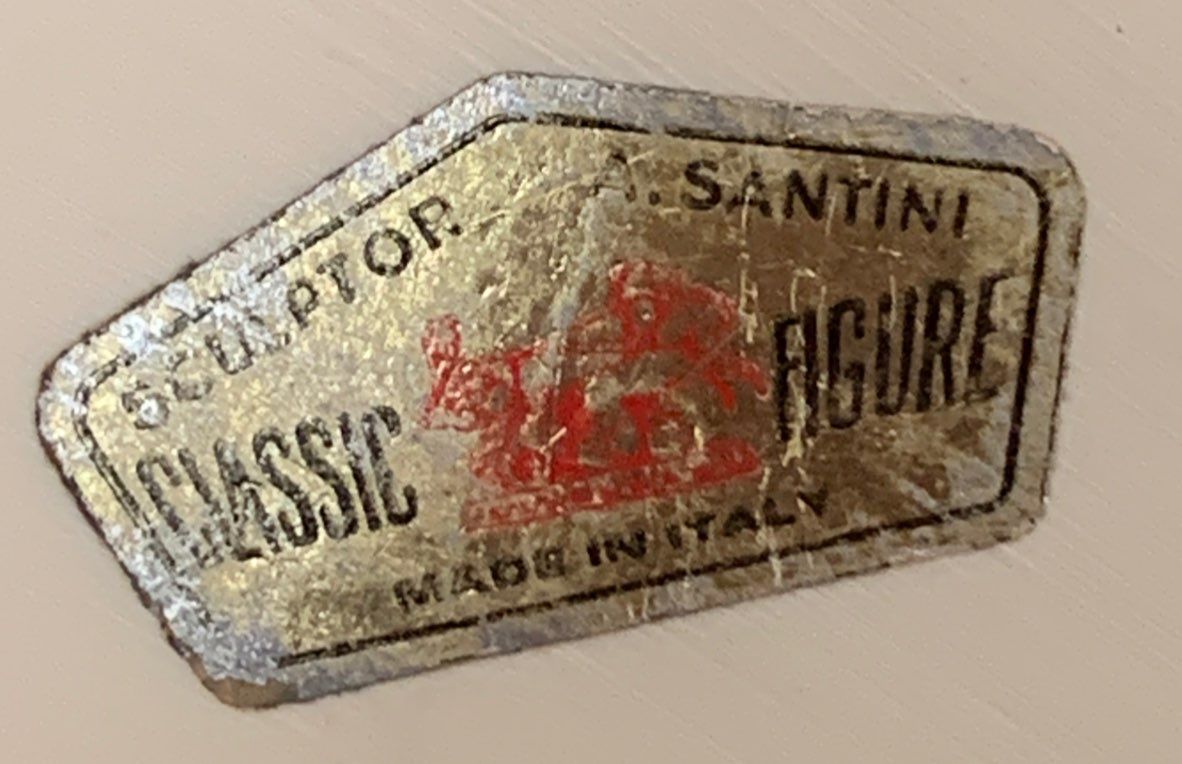 SCULPTOR A. SANTINI
CLASSIC FIGURE
MADE IN ITALY